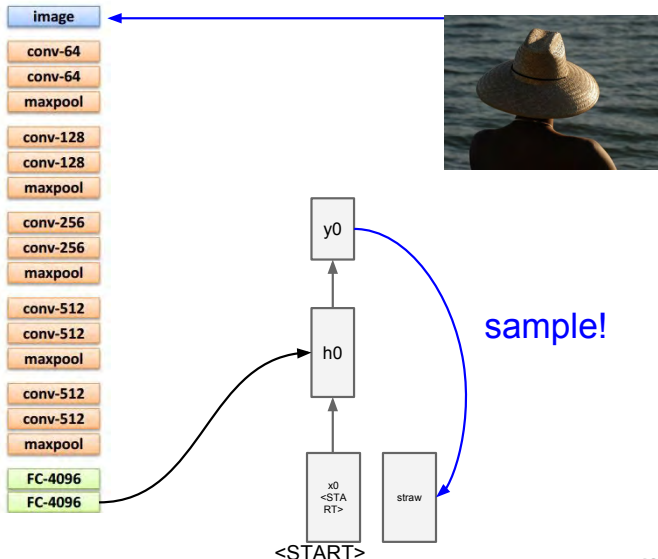 image
conv-64
conv-64
maxpool
conv-128
conv-128
maxpool
conv-256
conv-256
maxpool
conv-512
conv-512
maxpool
conv-512
conv-512
maxpool
FC-4096
FC-4096
y0
h0
x0
<STA
RT>
<START>
straw
sample!